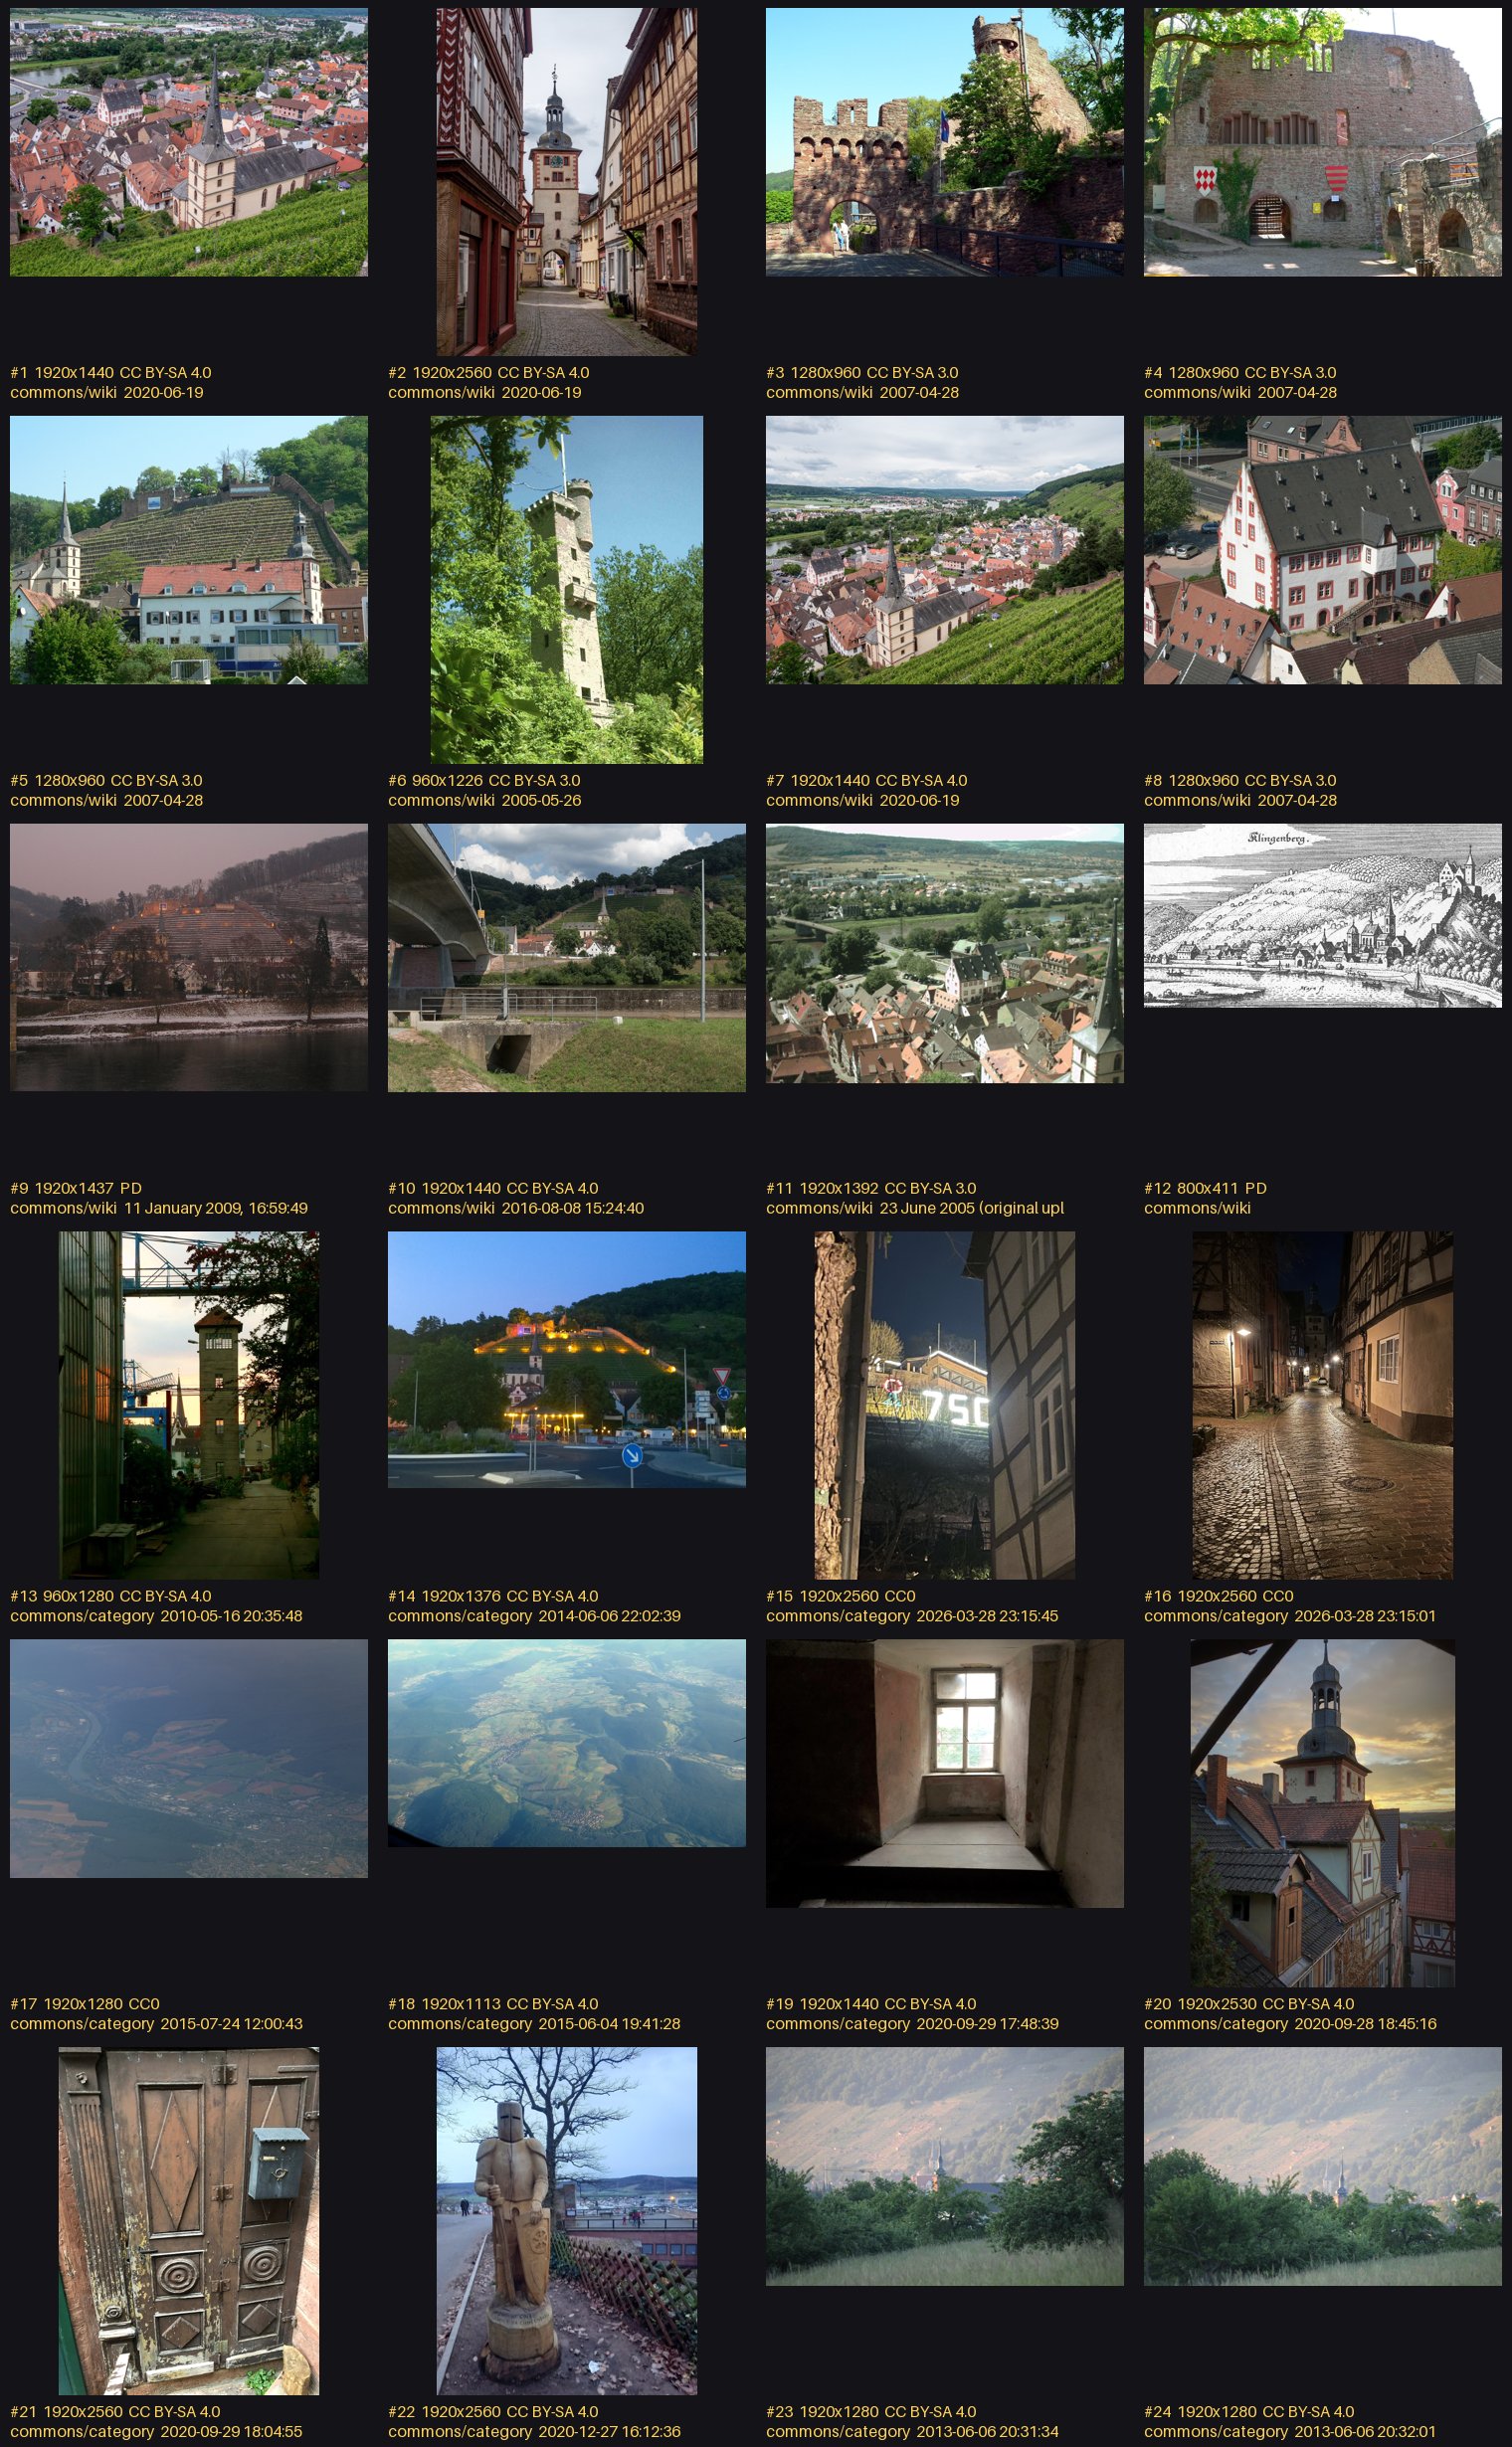 #1 1920x1440 CC BY-SA 4.0
commons/wiki 2020-06-19
#2 1920x2560 CC BY-SA 4.0
commons/wiki 2020-06-19
#3 1280x960 CC BY-SA 3.0
commons/wiki 2007-04-28
#4 1280x960 CC BY-SA 3.0
commons/wiki 2007-04-28
#5 1280x960 CC BY-SA 3.0
commons/wiki 2007-04-28
#6 960x1226 CC BY-SA 3.0
commons/wiki 2005-05-26
#7 1920x1440 CC BY-SA 4.0
commons/wiki 2020-06-19
#8 1280x960 CC BY-SA 3.0
commons/wiki 2007-04-28
Klingenberg.
#9 1920x1437 PD
commons/wiki 11 January 2009, 16:59:49
#10 1920x1440 CC BY-SA 4.0
commons/wiki 2016-08-08 15:24:40
#11 1920x1392 CC BY-SA 3.0
commons/wiki 23 June 2005 (original upl
#12 800x411 PD
commons/wiki
750
#13 960x1280 CC BY-SA 4.0
commons/category 2010-05-16 20:35:48
#14 1920x1376 CC BY-SA 4.0
commons/category 2014-06-06 22:02:39
#15 1920x2560 CC0
commons/category 2026-03-28 23:15:45
#16 1920x2560 CC0
commons/category 2026-03-28 23:15:01
#17 1920x1280 CC0
commons/category 2015-07-24 12:00:43
#18 1920x1113 CC BY-SA 4.0
commons/category 2015-06-04 19:41:28
#19 1920x1440 CC BY-SA 4.0
commons/category 2020-09-29 17:48:39
#20 1920x2530 CC BY-SA 4.0
commons/category 2020-09-28 18:45:16
#21 1920x2560 CC BY-SA 4.0
commons/category 2020-09-29 18:04:55
#22 1920x2560 CC BY-SA 4.0
commons/category 2020-12-27 16:12:36
#23 1920x1280 CC BY-SA 4.0
commons/category 2013-06-06 20:31:34
#24 1920x1280 CC BY-SA 4.0
commons/category 2013-06-06 20:32:01